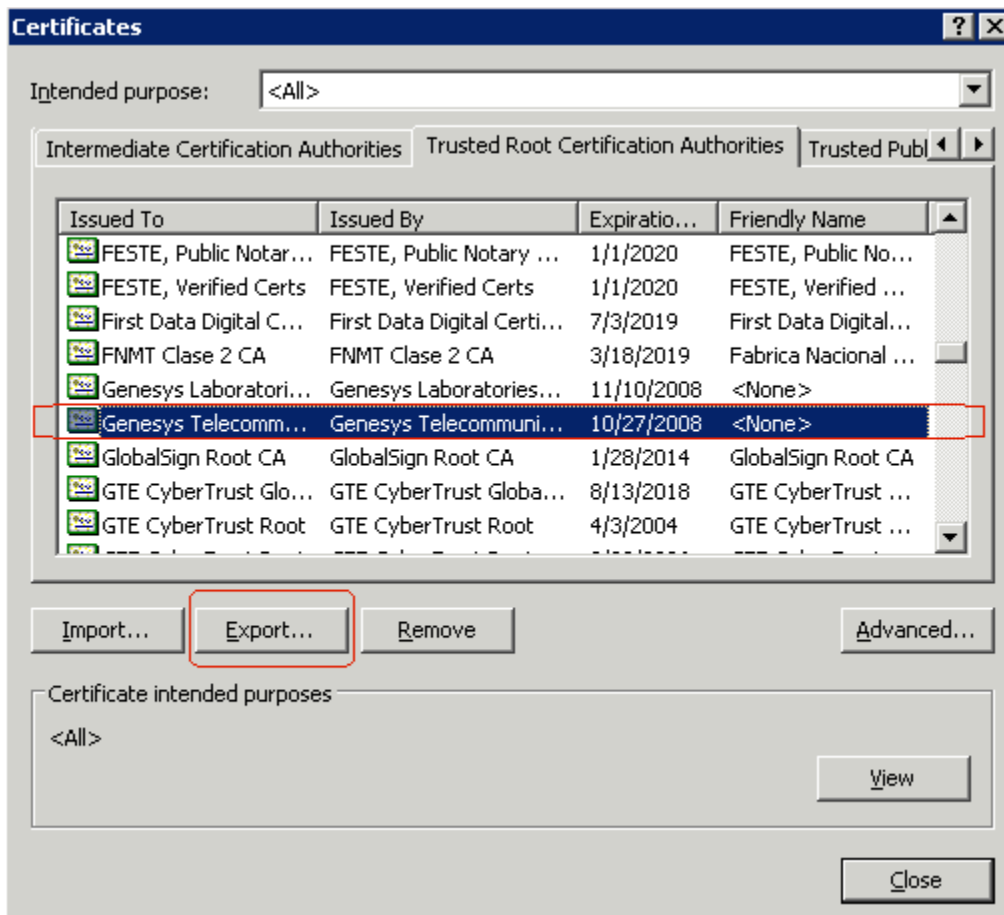 Certificates
Intended purpose: <All>
Intermediate Certification Authorities Trusted Root Certification Authorities Trusted Publ
Issued To Issued By Expiratio... Friendly Name
FESTE, Public Notar... FESTE, Public Notary ... 1/1/2020 FESTE, Public No...
FESTE, Verified Certs FESTE, Verified Certs 1/1/2020 FESTE, Verified ...
First Data Digital C... First Data Digital Certi... 7/3/2019 First Data Digital...
FNMT Clase 2 CA FNMT Clase 2 CA 3/18/2019 Fabrica Nacional ...
Genesys Laboratori... Genesys Laboratories... 11/10/2008 <None>
Genesys Telecomm... Genesys Telecommuni... 10/27/2008 <None>
GlobalSign Root CA GlobalSign Root CA 1/28/2014 GlobalSign Root CA
GTE CyberTrust Glo... GTE CyberTrust Globa... 8/13/2018 GTE CyberTrust ...
GTE CyberTrust Root GTE CyberTrust Root 4/3/2004 GTE CyberTrust ...
Import... Export... Remove Advanced...
Certificate intended purposes
<All>
View
Close